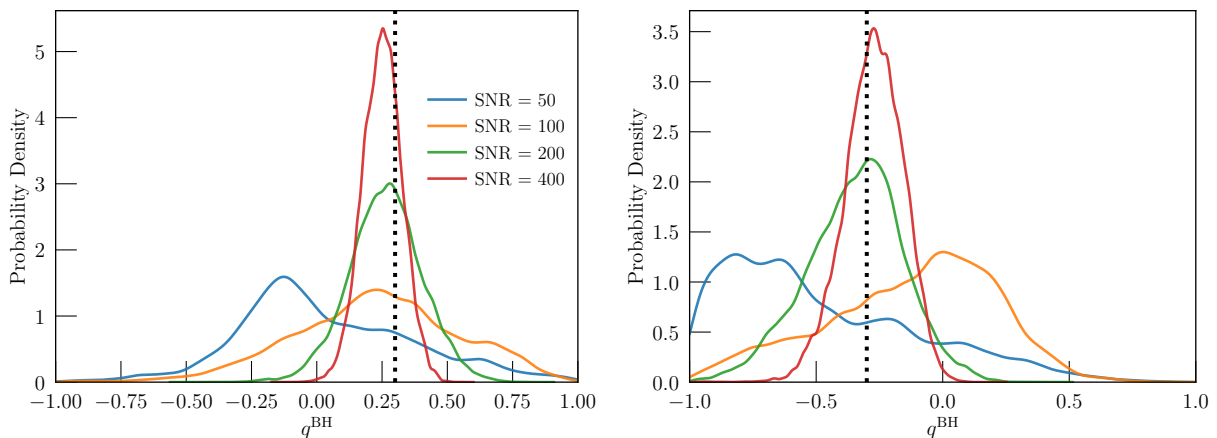 Probability Density
5
4
3
2
1
0
−1.00 −0.75 −0.50 −0.25 0.00 0.25 0.50 0.75 1.00
q^BH
SNR = 50
SNR = 100
SNR = 200
SNR = 400
Probability Density
3.5
3.0
2.5
2.0
1.5
1.0
0.5
0.0
−1.0 −0.5 0.0 0.5 1.0
q^BH